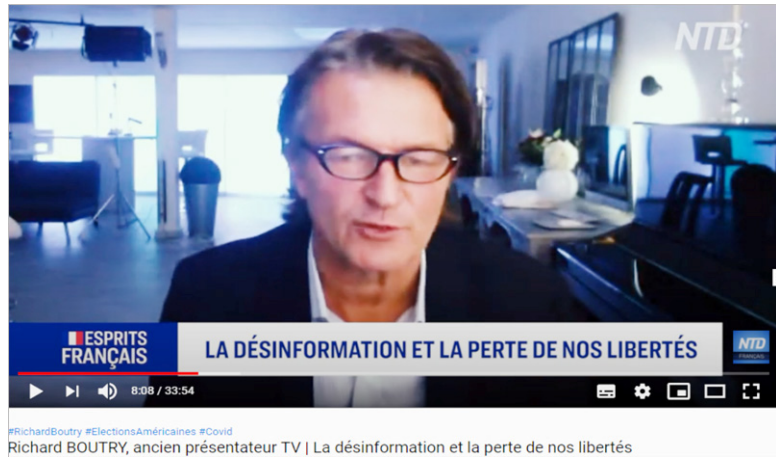 NTD
ESPRITS
FRANÇAIS
LA DÉSINFORMATION ET LA PERTE DE NOS LIBERTÉS
NTD
FRANÇAIS
8:08 / 33:54
#RichardBoutry #ElectionsAméricaines #Covid
Richard BOUTRY, ancien présentateur TV | La désinformation et la perte de nos libertés